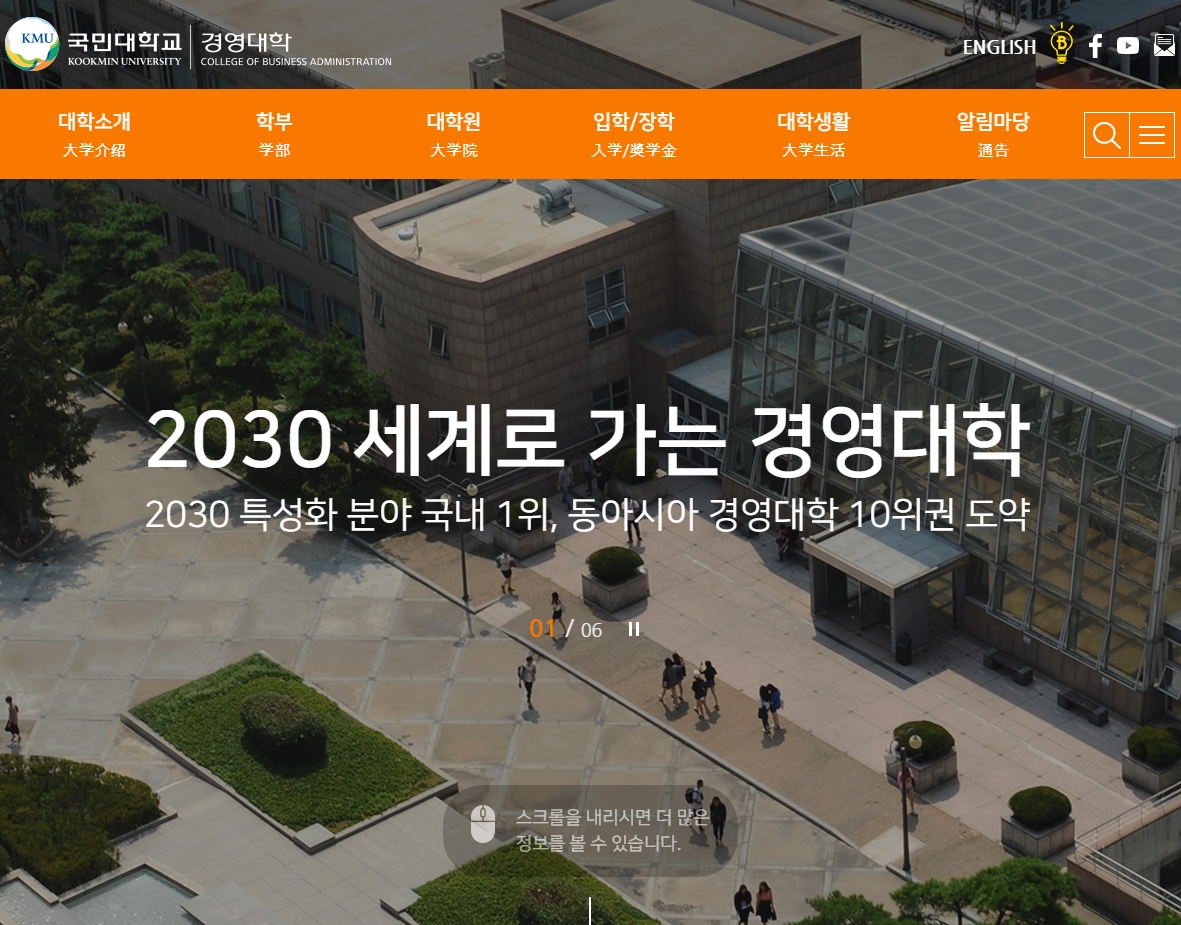 KMU 국민대학교 경영대학
KOOKMIN UNIVERSITY COLLEGE OF BUSINESS ADMINISTRATION
ENGLISH
대학소개 학부 대학원 입학/장학 대학생활 알림마당
大学介绍 学部 大学院 入学/奬学金 大学生活 通告
2030 세계로 가는 경영대학
2030 특성화 분야 국내 1위, 동아시아 경영대학 10위권 도약
01 / 06
스크롤을 내리시면 더 많은
정보를 볼 수 있습니다.